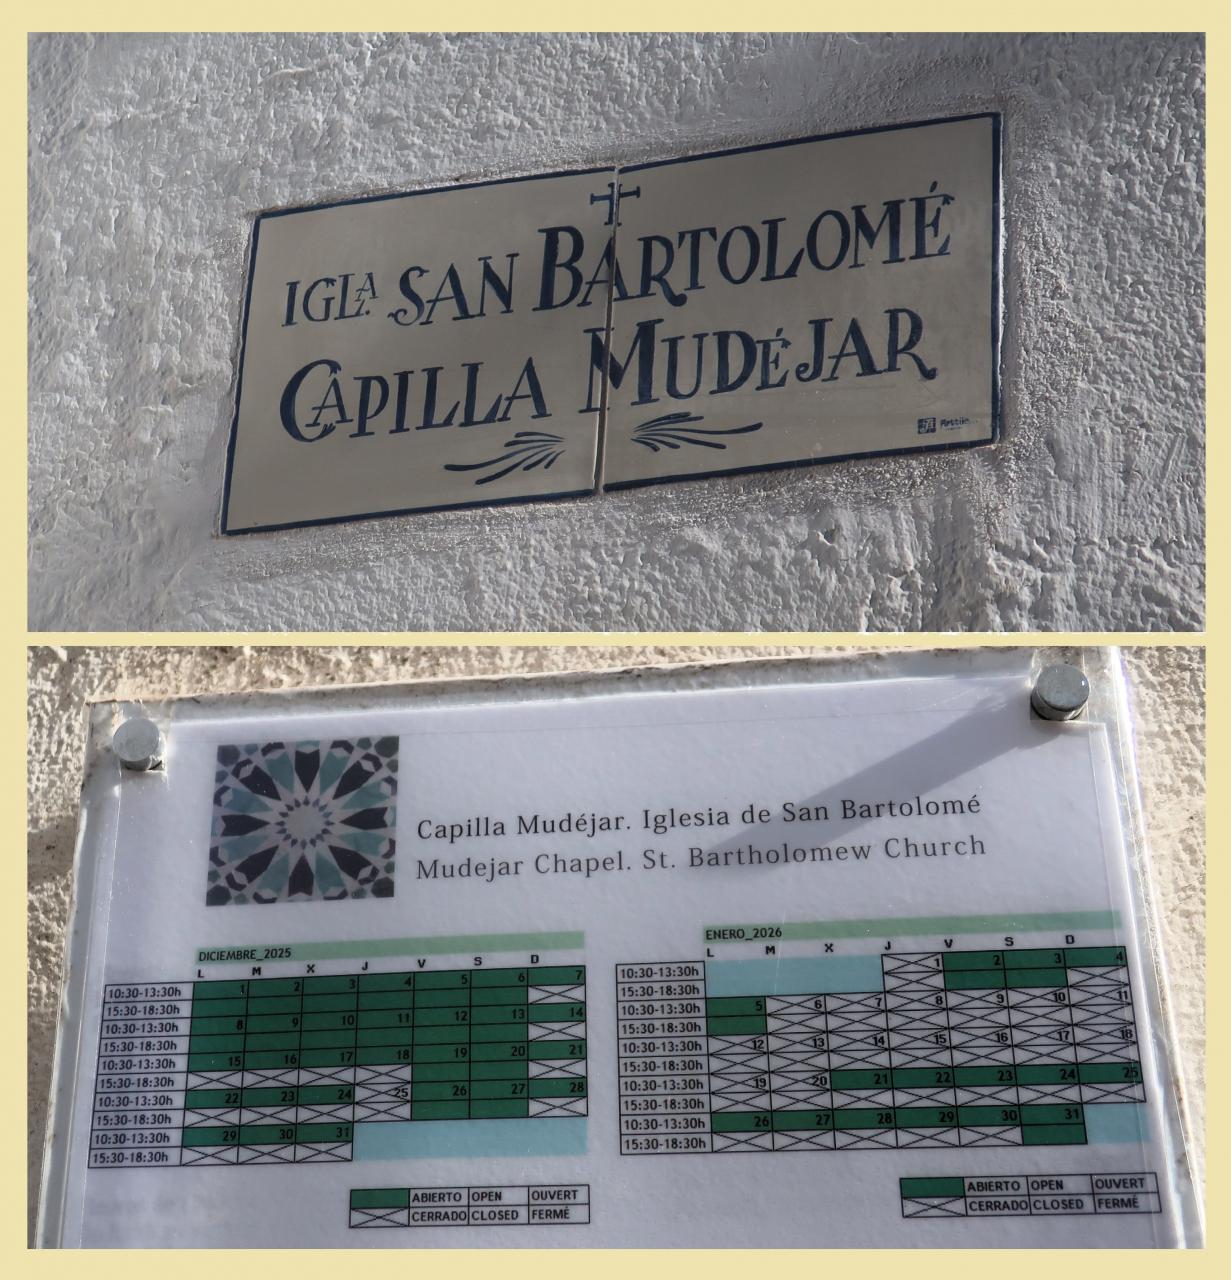 IGLA. SAN BARTOLOMÉ
CAPILLA MUDÉJAR
Capilla Mudéjar. Iglesia de San Bartolomé
Mudejar Chapel. St. Bartholomew Church
DICIEMBRE_2025
L M X J V S D
10:30-13:30h 1 2 3 4 5 6 7
15:30-18:30h
10:30-13:30h 8 9 10 11 12 13 14
15:30-18:30h
10:30-13:30h 15 16 17 18 19 20 21
15:30-18:30h
10:30-13:30h 22 23 24 25 26 27 28
15:30-18:30h
10:30-13:30h 29 30 31
15:30-18:30h
ABIERTO OPEN OUVERT
CERRADO CLOSED FERMÉ
ENERO_2026
L M X J V S D
10:30-13:30h 1 2 3 4
15:30-18:30h
10:30-13:30h 5 6 7 8 9 10 11
15:30-18:30h
10:30-13:30h 12 13 14 15 16 17 18
15:30-18:30h
10:30-13:30h 19 20 21 22 23 24 25
15:30-18:30h
10:30-13:30h 26 27 28 29 30 31
15:30-18:30h
ABIERTO OPEN OUVERT
CERRADO CLOSED FERMÉ